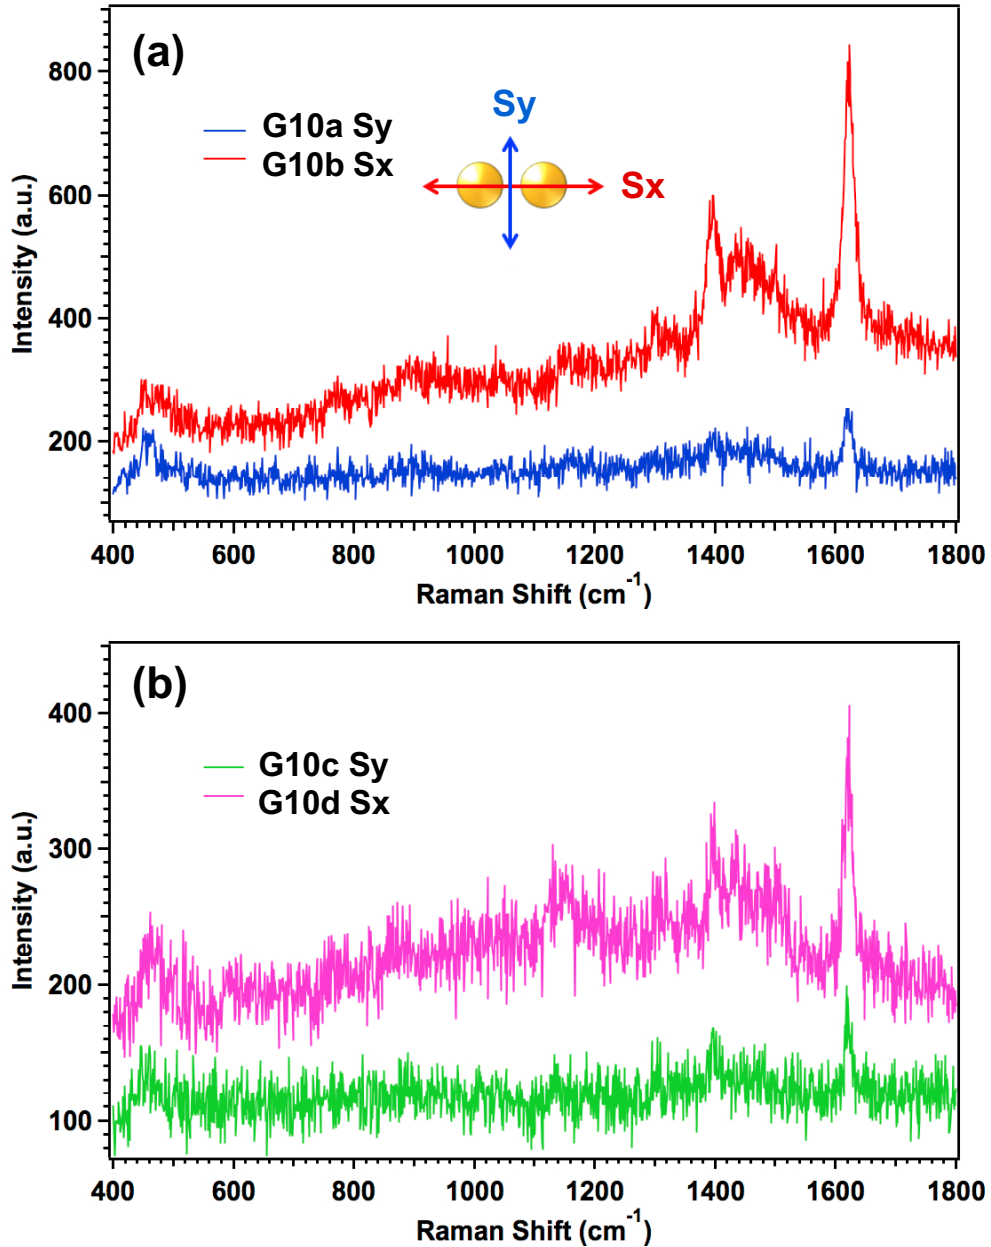 (a)
800
600
400
200
Intensity (a.u.)
G10a Sy
G10b Sx
Sy
Sx
400 600 800 1000 1200 1400 1600 1800
Raman Shift (cm⁻¹)
(b)
400
300
200
100
Intensity (a.u.)
G10c Sy
G10d Sx
400 600 800 1000 1200 1400 1600 1800
Raman Shift (cm⁻¹)